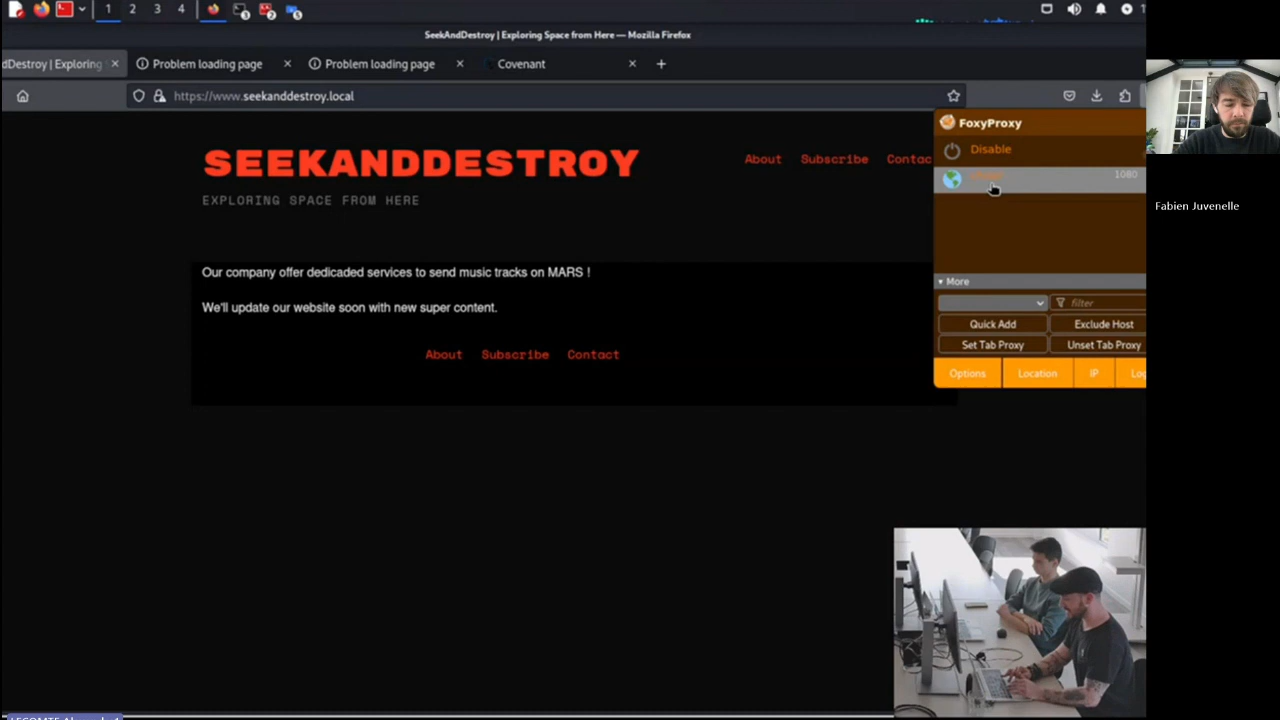 1 2 3 4
SeekAndDestroy | Exploring Space from Here — Mozilla Firefox
dDestroy | Exploring
Problem loading page
Problem loading page
Covenant
https://www.seekanddestroy.local
SEEKANDDESTROY
EXPLORING SPACE FROM HERE
About Subscribe Contac
Our company offer dedicaded services to send music tracks on MARS !
We'll update our website soon with new super content.
About Subscribe Contact
FoxyProxy
Disable
1080
More
filter
Quick Add
Exclude Host
Set Tab Proxy
Unset Tab Proxy
Options Location IP Log
Fabien Juvenelle